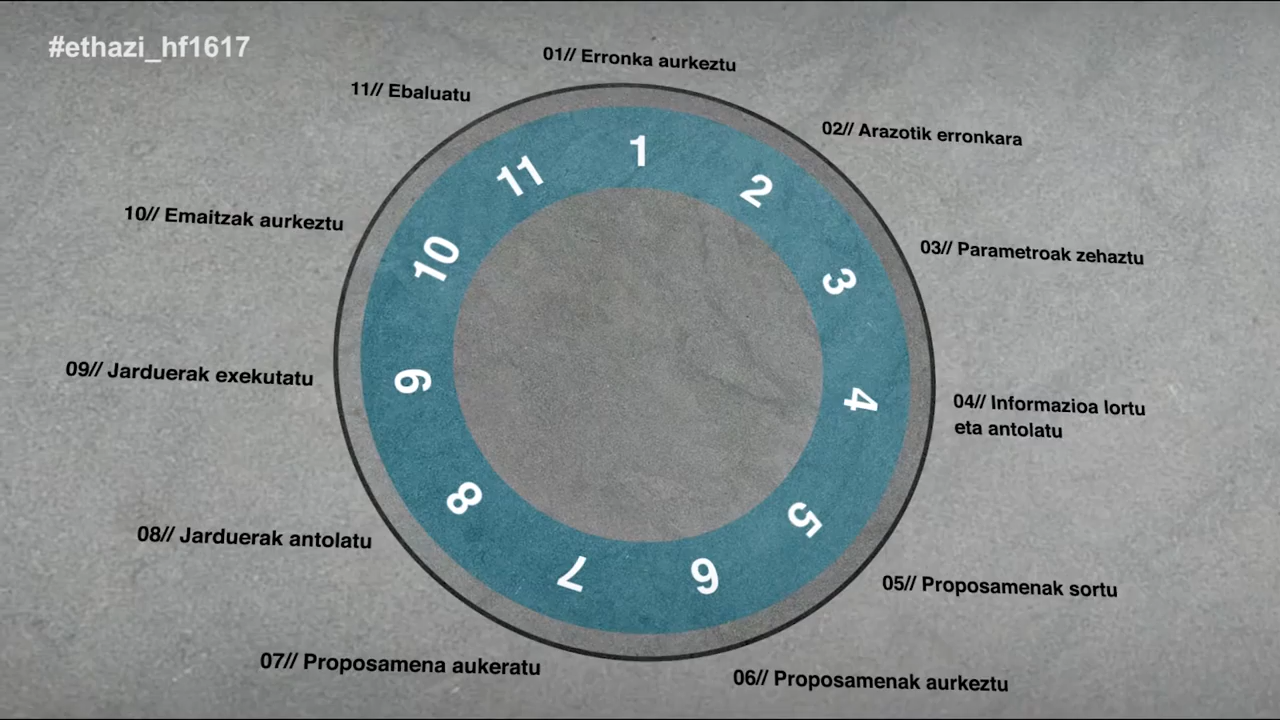 #ethazi_hf1617
01// Erronka aurkeztu
02// Arazotik erronkara
03// Parametroak zehaztu
04// Informazioa lortu
eta antolatu
05// Proposamenak sortu
06// Proposamenak aurkeztu
07// Proposamena aukeratu
08// Jarduerak antolatu
09// Jarduerak exekutatu
10// Emaitzak aurkeztu
11// Ebaluatu
1
2
3
4
5
6
7
8
9
10
11